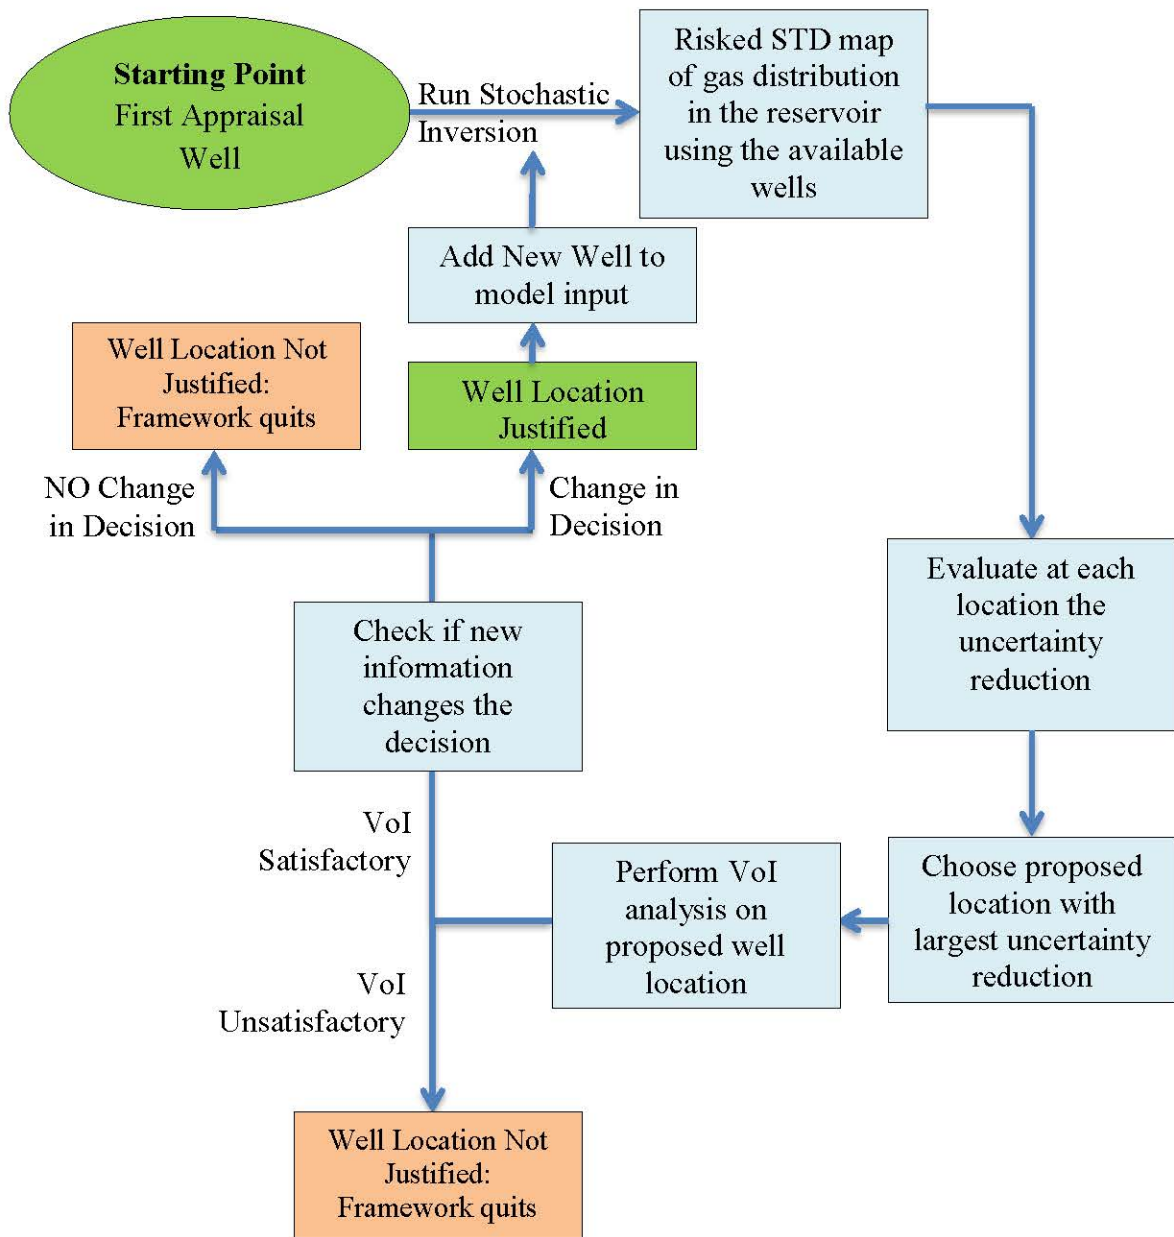 Starting Point
First Appraisal
Well
Run Stochastic
Inversion
Risked STD map
of gas distribution
in the reservoir
using the available
wells
Add New Well to
model input
Well Location Not
Justified:
Framework quits
Well Location
Justified
NO Change
in Decision
Change in
Decision
Evaluate at each
location the
uncertainty
reduction
Check if new
information
changes the
decision
VoI
Satisfactory
Perform VoI
analysis on
proposed well
location
Choose proposed
location with
largest uncertainty
reduction
VoI
Unsatisfactory
Well Location Not
Justified:
Framework quits